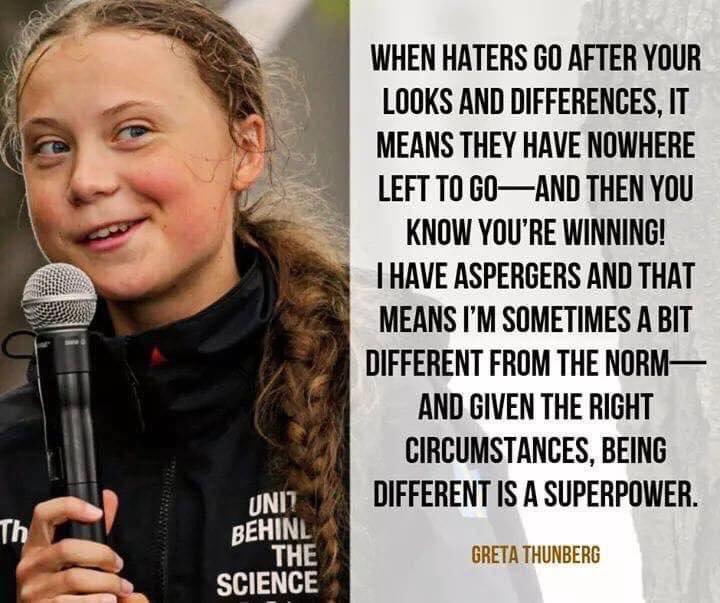 WHEN HATERS GO AFTER YOUR
LOOKS AND DIFFERENCES, IT
MEANS THEY HAVE NOWHERE
LEFT TO GO—AND THEN YOU
KNOW YOU'RE WINNING!
I HAVE ASPERGERS AND THAT
MEANS I'M SOMETIMES A BIT
DIFFERENT FROM THE NORM—
AND GIVEN THE RIGHT
CIRCUMSTANCES, BEING
DIFFERENT IS A SUPERPOWER.
GRETA THUNBERG
Th
UNIT
BEHIN
THE
SCIENCE